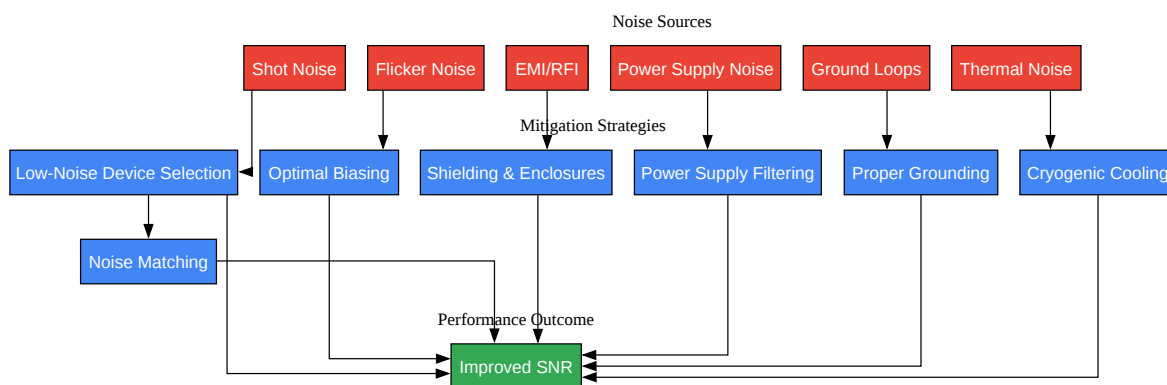 Noise Sources
Shot Noise
Flicker Noise
EMI/RFI
Power Supply Noise
Ground Loops
Thermal Noise
Mitigation Strategies
Low-Noise Device Selection
Optimal Biasing
Shielding & Enclosures
Power Supply Filtering
Proper Grounding
Cryogenic Cooling
Noise Matching
Performance Outcome
Improved SNR